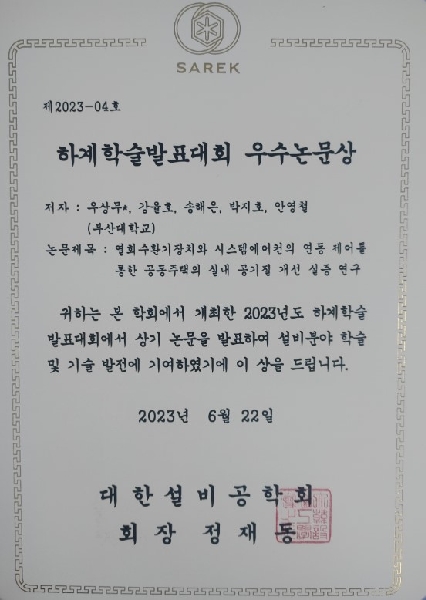 SAREK
제2023-04호
하계학술발표대회 우수논문상
저자 : 우상무*, 감율호, 송해은, 박지호, 안영철
(부산대학교)
논문제목 : 열회수환기장치와 시스템에어컨의 연동 제어를
통한 공동주택의 실내 공기질 개선 실증 연구
귀하는 본 학회에서 개최한 2023년도 하계학술
발표대회에서 상기 논문을 발표하여 설비분야 학술
및 기술 발전에 기여하였기에 이 상을 드립니다.
2023년 6월 22일
대한설비공학회
회장 정재동